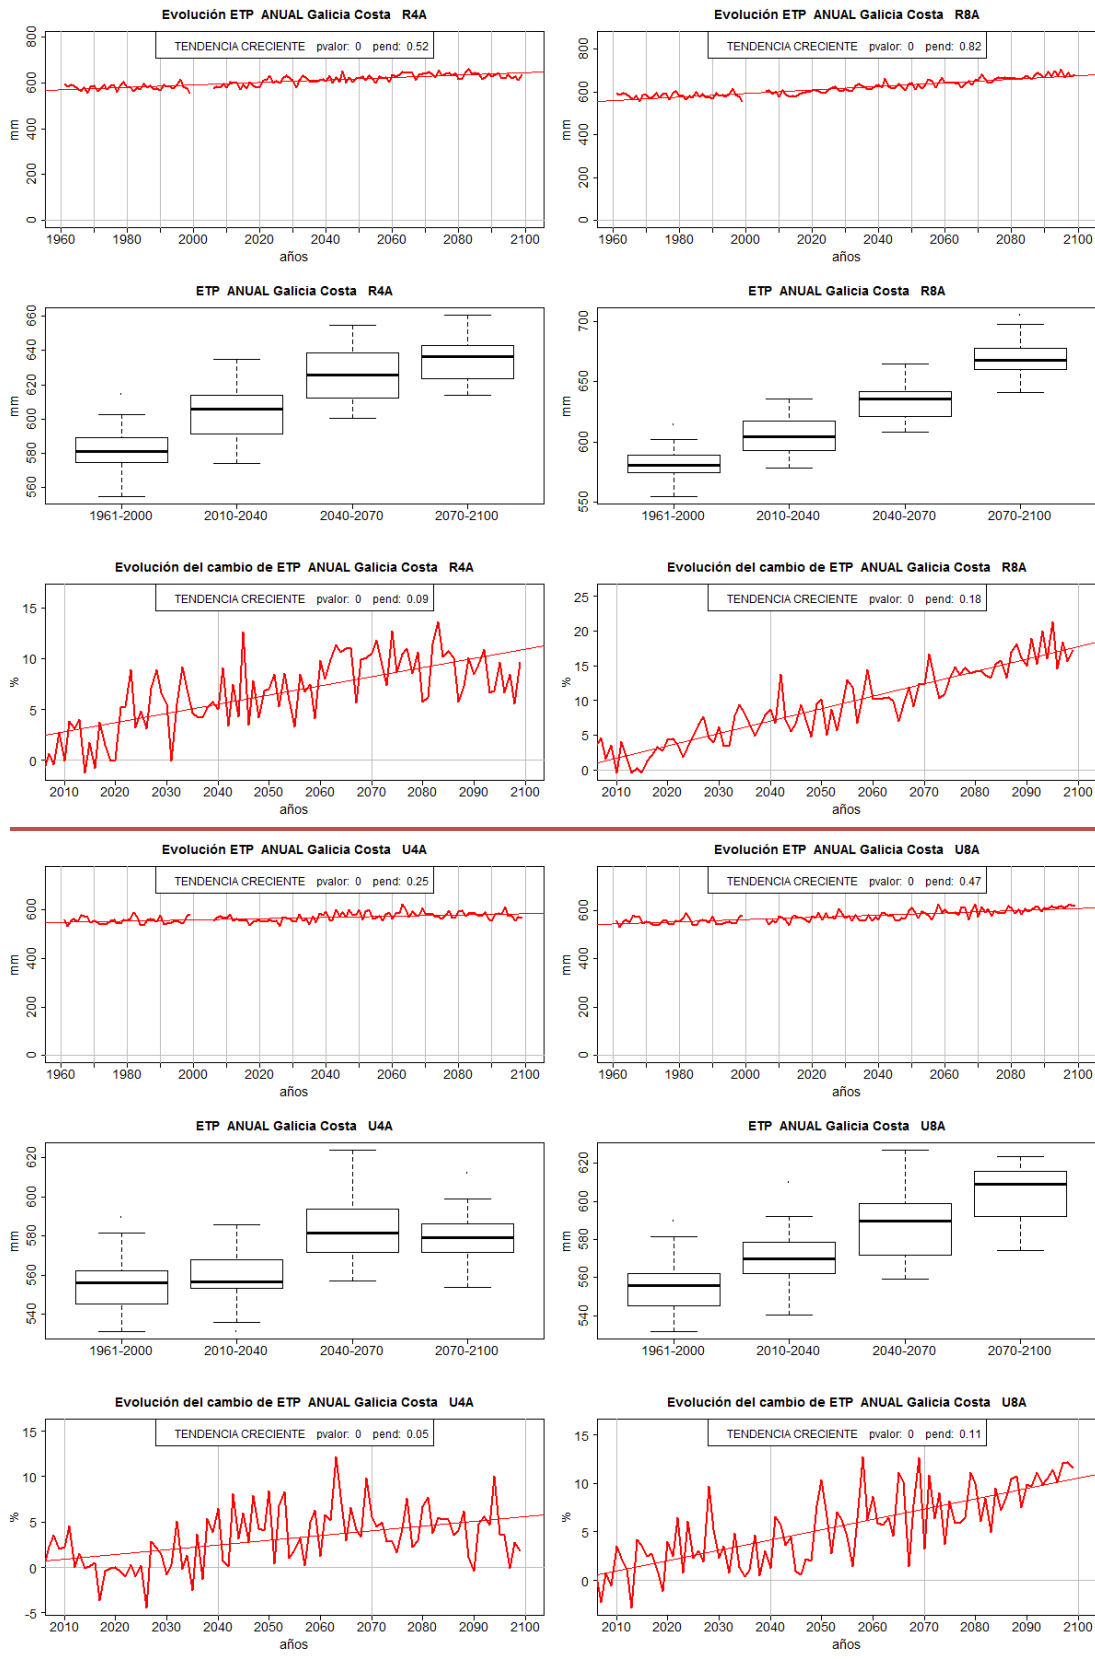 Evolución ETP ANUAL Galicia Costa R4A
TENDENCIA CRECIENTE pvalor: 0 pend: 0.52
800
600
400
200
0
mm
1960 1980 2000 2020 2040 2060 2080 2100
años
Evolución ETP ANUAL Galicia Costa R8A
TENDENCIA CRECIENTE pvalor: 0 pend: 0.82
800
600
400
200
0
mm
1960 1980 2000 2020 2040 2060 2080 2100
años
ETP ANUAL Galicia Costa R4A
660
640
620
600
580
560
mm
1961-2000 2010-2040 2040-2070 2070-2100
ETP ANUAL Galicia Costa R8A
700
650
600
550
mm
1961-2000 2010-2040 2040-2070 2070-2100
Evolución del cambio de ETP ANUAL Galicia Costa R4A
TENDENCIA CRECIENTE pvalor: 0 pend: 0.09
15
10
5
0
%
2010 2020 2030 2040 2050 2060 2070 2080 2090 2100
años
Evolución del cambio de ETP ANUAL Galicia Costa R8A
TENDENCIA CRECIENTE pvalor: 0 pend: 0.18
25
20
15
10
5
0
%
2010 2020 2030 2040 2050 2060 2070 2080 2090 2100
años
Evolución ETP ANUAL Galicia Costa U4A
TENDENCIA CRECIENTE pvalor: 0 pend: 0.25
600
400
200
0
mm
1960 1980 2000 2020 2040 2060 2080 2100
años
Evolución ETP ANUAL Galicia Costa U8A
TENDENCIA CRECIENTE pvalor: 0 pend: 0.47
600
400
200
0
mm
1960 1980 2000 2020 2040 2060 2080 2100
años
ETP ANUAL Galicia Costa U4A
620
600
580
560
540
mm
1961-2000 2010-2040 2040-2070 2070-2100
ETP ANUAL Galicia Costa U8A
620
600
580
560
540
mm
1961-2000 2010-2040 2040-2070 2070-2100
Evolución del cambio de ETP ANUAL Galicia Costa U4A
TENDENCIA CRECIENTE pvalor: 0 pend: 0.05
15
10
5
0
-5
%
2010 2020 2030 2040 2050 2060 2070 2080 2090 2100
años
Evolución del cambio de ETP ANUAL Galicia Costa U8A
TENDENCIA CRECIENTE pvalor: 0 pend: 0.11
15
10
5
0
%
2010 2020 2030 2040 2050 2060 2070 2080 2090 2100
años